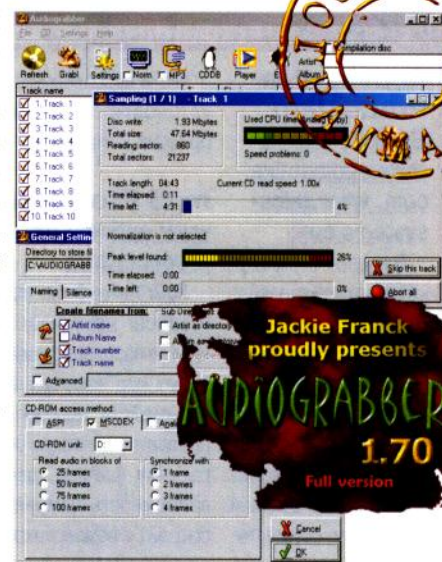 Audiograbber
File CD Settings Help
Refresh Grab! Settings Norm. MP3 CDDB Player
Compilation disc
Artist
Album
Track name
1. Track 1
2. Track 2
3. Track 3
4. Track 4
5. Track 5
6. Track 6
7. Track 7
8. Track 8
9. Track 9
10. Track 10
Sampling (1 / 1) - Track 1
Disc write: 1.93 Mbytes
Total size: 47.64 Mbytes
Reading sector: 860
Total sectors: 21237
Used CPU time
Speed problems: 0
Track length: 04:43 Current CD read speed: 1.00x
Time elapsed: 0:11
Time left: 4:31
4%
Normalization is not selected
Peak level found:
26%
Time elapsed: 0:00
Time left: 0:00
0%
Skip this track
Abort all
General Settin
Directory to store fil
C:\AUDIOGRABB
Naming Silence
Create filenames from:
Artist name
Album Name
Track number
Track name
Advanced
Sub Dire
Artist as directory
CD-ROM access method:
ASPI MSCDEX Ana
CD-ROM unit: D:
Read audio in blocks of
25 frames
50 frames
75 frames
100 frames
Synchronize with
1 frame
2 frames
3 frames
4 frames
Cancel
OK
Jackie Franck
proudly presents
AUDIOGRABBER
1.70
Full version